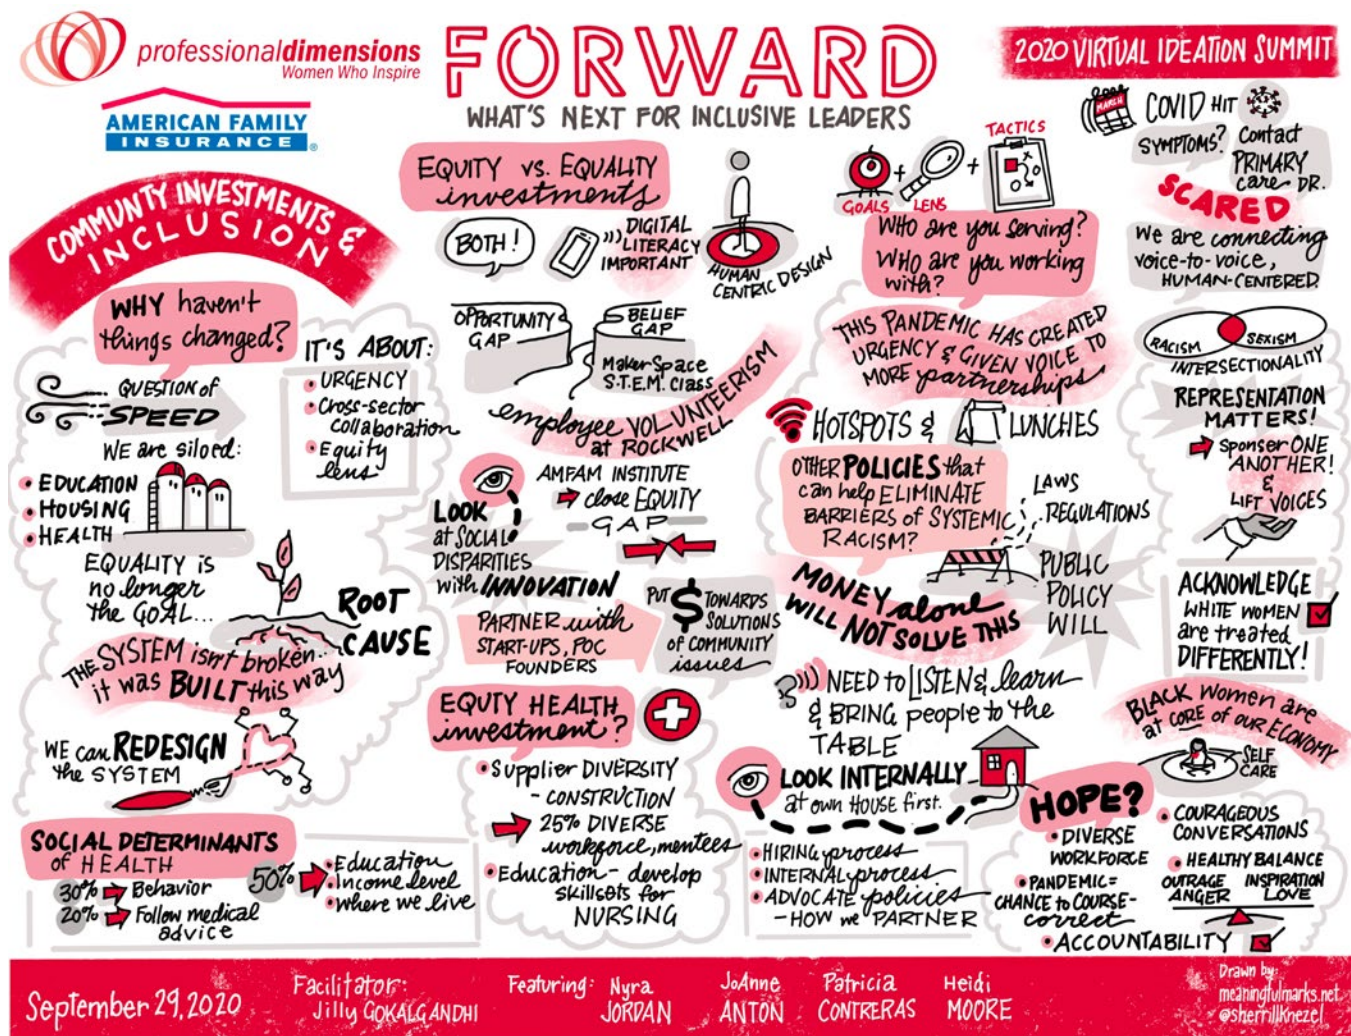 professionaldimensions
Women Who Inspire
AMERICAN FAMILY
INSURANCE
®
FORWARD
WHAT'S NEXT FOR INCLUSIVE LEADERS
2020 VIRTUAL IDEATION SUMMIT
COMMUNTY INVESTMENTS &
INCLUSION
WHY haven't
things changed?
QUESTION of
SPEED
IT'S ABOUT:
• URGENCY
• Cross-sector
collaboration
• Equity
lens
WE are siloed:
• EDUCATION
• HOUSING
• HEALTH
EQUALITY is
no longer
the GOAL...
ROOT
CAUSE
THE SYSTEM isn't broken...
it was BUILT this way
WE can REDESIGN
the SYSTEM
SOCIAL DETERMINANTS
of HEALTH
30% Behavior
20% Follow medical
advice
50%
• Education
• Income level
• where we live
EQUITY vs. EQUALITY
investments
BOTH!
DIGITAL
LITERACY
IMPORTANT
HUMAN
CENTRIC DESIGN
OPPORTUNITY
GAP
BELIEF
GAP
Maker Space
S.T.E.M. Class
employee VOLUNTEERISM
at ROCKWELL
LOOK
at SOCIAL
DISPARITIES
with INNOVATION
AMFAM INSTITUTE
close EQUITY
GAP
PARTNER with
START-UPS, POC
FOUNDERS
PUT $ TOWARDS
SOLUTIONS
of COMMUNITY
issues
EQUTY HEALTH
investment?
• Supplier DIVERSITY
- CONSTRUCTION
25% DIVERSE
workforce, mentees
• Education - develop
skillsets for
NURSING
GOALS
+
LENS
+
TACTICS
WHO are you serving?
WHO are you working
with?
THIS PANDEMIC HAS CREATED
URGENCY & GIVEN VOICE TO
MORE partnerships
HOTSPOTS & LUNCHES
OTHER POLICIES that
can help ELIMINATE
BARRIERS of SYSTEMIC
RACISM?
LAWS
REGULATIONS
PUBLIC
POLICY
WILL
MONEY alone
WILL NOT SOLVE THIS
NEED to LISTEN & learn
& BRING people to the
TABLE
LOOK INTERNALLY
at own HOUSE first.
• HIRING process
• INTERNAL process
• ADVOCATE policies
- HOW we PARTNER
MARCH
COVID HIT
SYMPTOMS?
Contact
PRIMARY
care DR.
SCARED
We are connecting
voice-to-voice,
HUMAN-CENTERED.
RACISM
SEXISM
INTERSECTIONALITY
REPRESENTATION
MATTERS!
Sponser ONE
ANOTHER!
&
LIFT VOICES
ACKNOWLEDGE
WHITE WOMEN
are treated
DIFFERENTLY!
BLACK Women are
at CORE of OUR ECONOMY
SELF
CARE
HOPE?
• DIVERSE
WORKFORCE
• PANDEMIC=
CHANCE to COURSE-
correct
• ACCOUNTABILITY
• COURAGEOUS
CONVERSATIONS
• HEALTHY BALANCE
OUTRAGE
ANGER
INSPIRATION
LOVE
September 29, 2020
Facilitator:
Jilly GOKALGANDHI
Featuring:
Nyra
JORDAN
JoAnne
ANTON
Patricia
CONTRERAS
Heidi
MOORE
Drawn by:
meaningfulmarks.net
@sherrillknezel